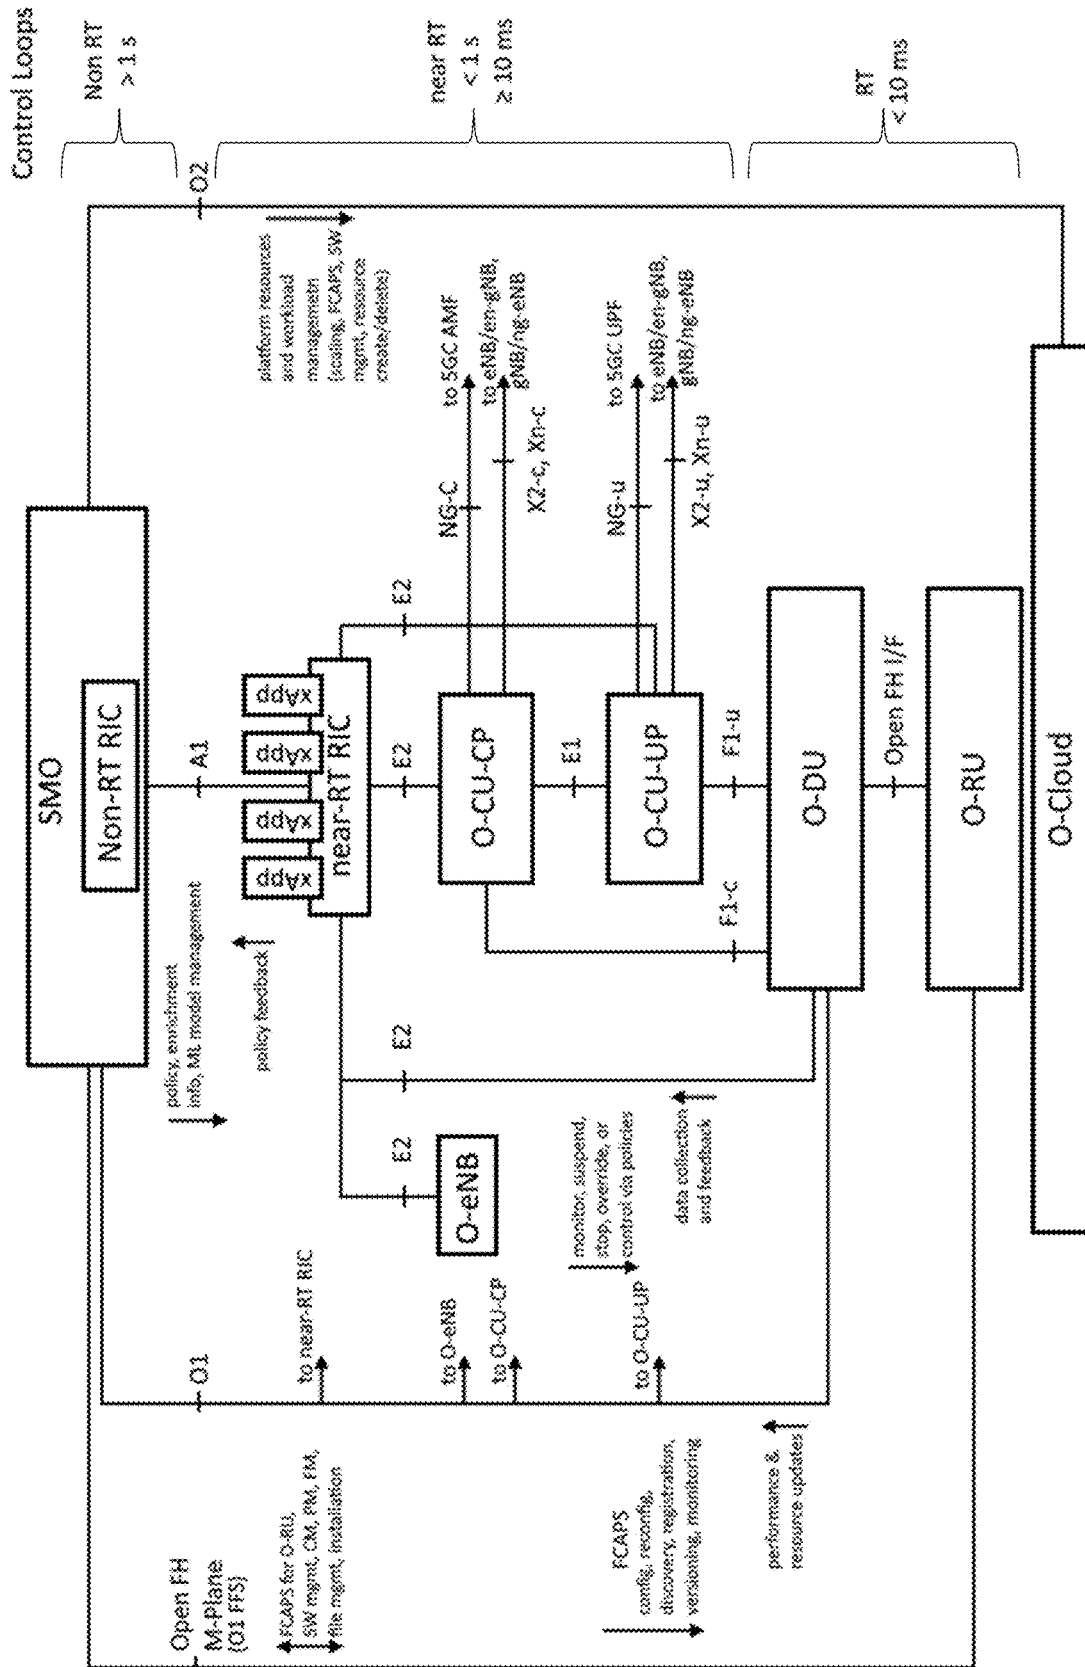 Control Loops
Non RT
> 1 s
near RT
< 1 s
≥ 10 ms
RT
< 10 ms
SMO
Non-RT RIC
O2
platform resources
and workload
managemetn
(scaling, FCAPS, SW
mgmt, resource
create/delete)
A1
policy, enrichment
info, ML model management
policy feedback
xApp
xApp
xApp
xApp
near-RT RIC
E2
E2
E2
E2
O-eNB
O-CU-CP
NG-C
to 5GC AMF
to eNB/en-gNB,
gNB/ng-eNB
X2-c, Xn-c
E1
O-CU-UP
NG-u
to 5GC UPF
to eNB/en-gNB,
gNB/ng-eNB
X2-u, Xn-u
F1-c
F1-u
O-DU
Open FH I/F
O-RU
O-Cloud
monitor, suspend,
stop, override, or
control via policies
data collection
and feedback
O1
to near-RT RIC
to O-eNB
to O-CU-CP
to O-CU-UP
Open FH
M-Plane
(O1 FFS)
FCAPS for O-RU,
SW mgmt, CM, PM, FM,
file mgmt, installation
FCAPS
config, reconfig,
discovery, registration,
versioning, monitoring
performance &
resource updates